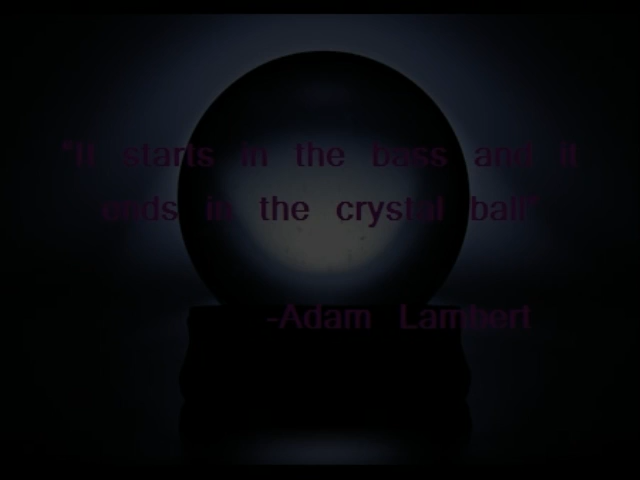 "It starts in the bass and it
ends in the crystal ball"
-Adam Lambert